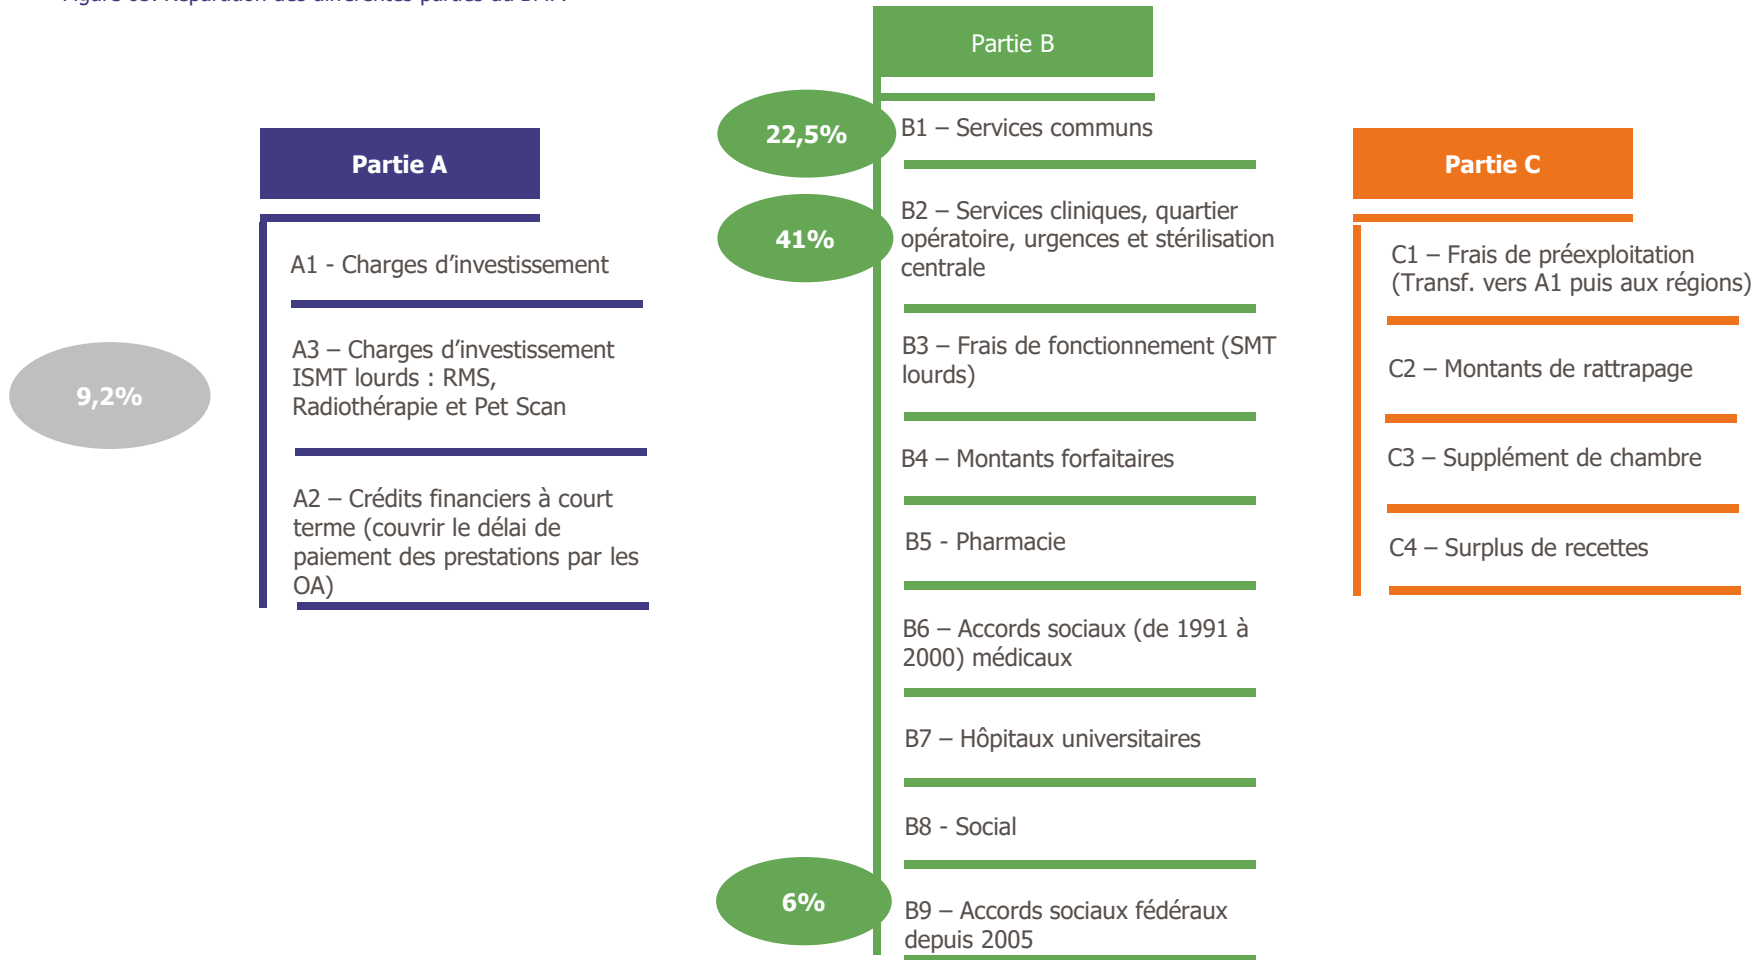 Partie A
A1 - Charges d'investissement
A3 – Charges d'investissement
ISMT lourds : RMS,
Radiothérapie et Pet Scan
A2 – Crédits financiers à court
terme (couvrir le délai de
paiement des prestations par les
OA)
9,2%
Partie B
22,5%
B1 – Services communs
41%
B2 – Services cliniques, quartier
opératoire, urgences et stérilisation
centrale
B3 – Frais de fonctionnement (SMT
lourds)
B4 – Montants forfaitaires
B5 - Pharmacie
B6 – Accords sociaux (de 1991 à
2000) médicaux
B7 – Hôpitaux universitaires
B8 - Social
6%
B9 – Accords sociaux fédéraux
depuis 2005
Partie C
C1 – Frais de préexploitation
(Transf. vers A1 puis aux régions)
C2 – Montants de rattrapage
C3 – Supplément de chambre
C4 – Surplus de recettes